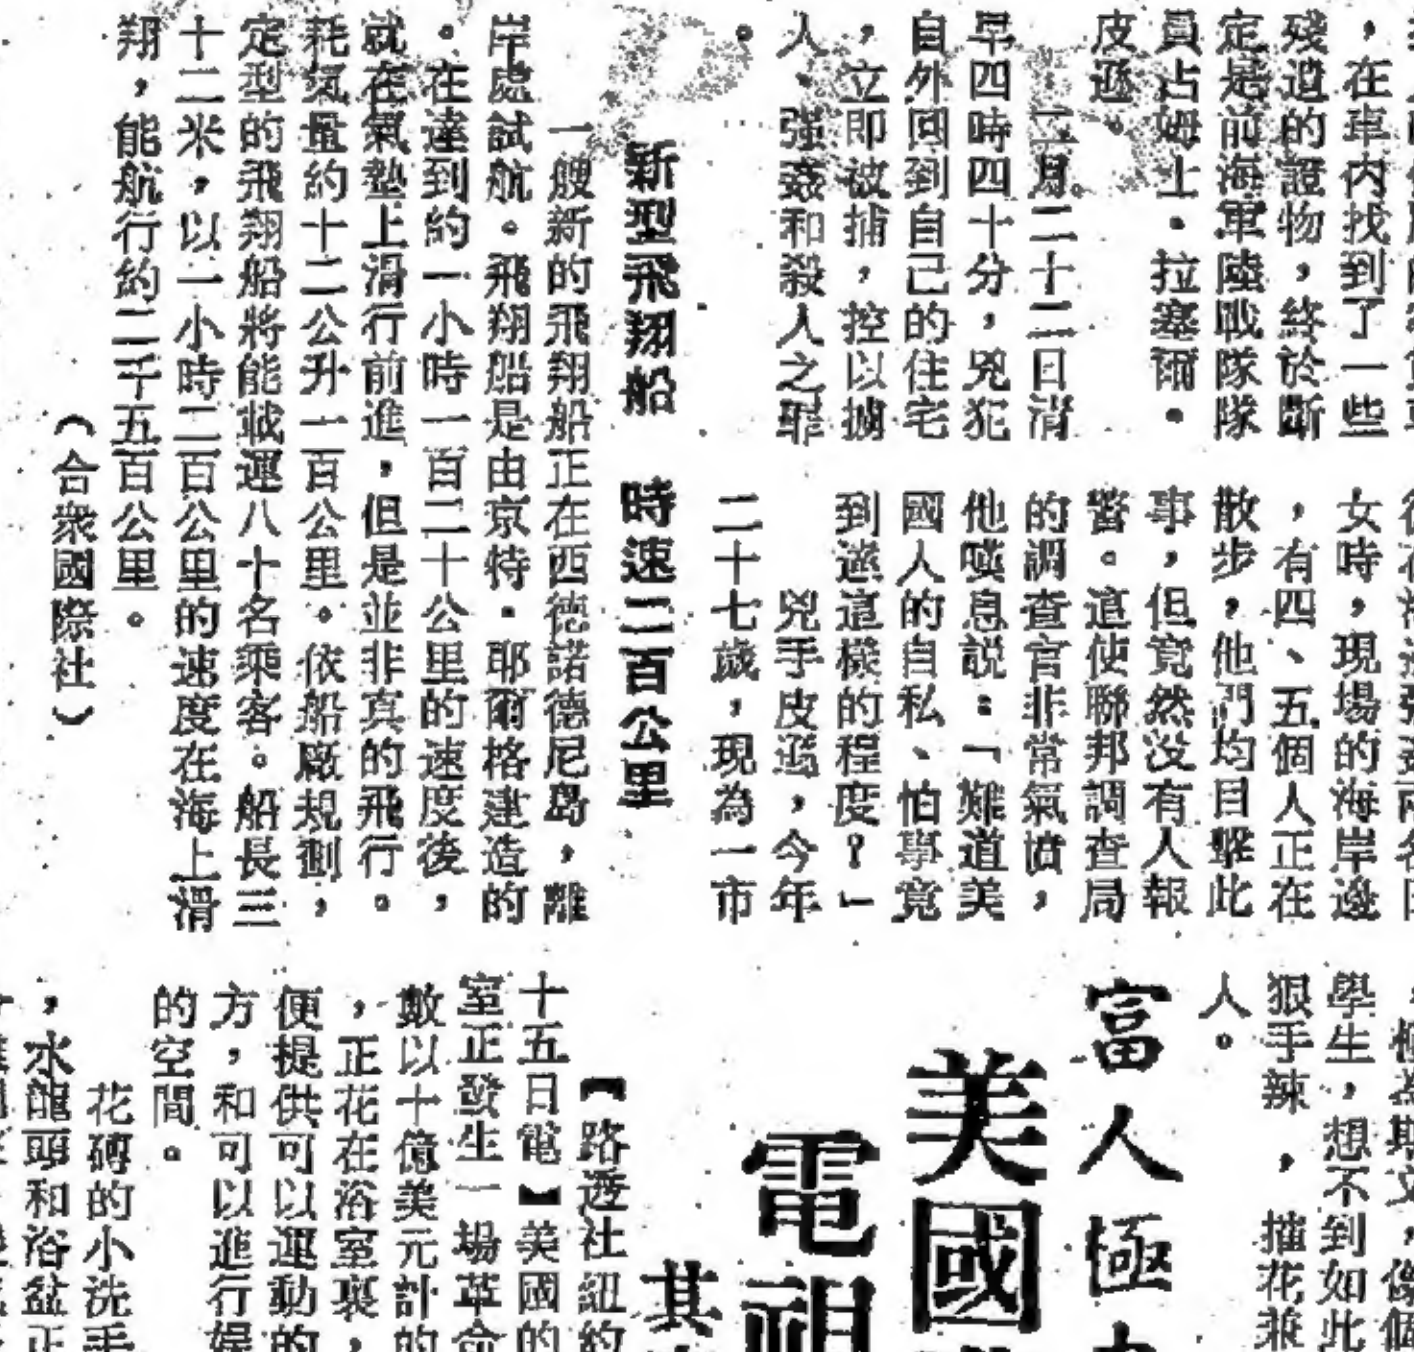 ，在車內找到了一些
殘遺的證物，終於斷
定是前海軍陸戰隊隊
員占姆士．拉塞爾．
皮遜。
二月二十二日清
早四時四十分，兇犯
自外回到自己的住宅
，立即被捕，控以擄
人、強姦和殺人之罪
。
女時，現場的海岸邊
，有四、五個人正在
散步，他們均目擊此
事，但竟然没有人報
警。這使聯邦調查局
的調查官非常氣憤，
他嘆息説：「難道美
國人的自私、怕事竟
到達這樣的程度？」
兇手皮遜，今年
二十七歲，現為一市
新型飛翔船　時速二百公里
一艘新的飛翔船正在西德諾德尼島，離
岸處試航。飛翔船是由京特．耶爾格建造的
。在達到約一小時一百二十公里的速度後，
就在氣墊上滑行前進，但是並非真的飛行。
耗氣量約十二公升一百公里。依船廠規劃，
定型的飛翔船將能載運八十名乘客。船長三
十二米，以一小時二百公里的速度在海上滑
翔，能航行約二千五百公里。
（合衆國際社）
學生，想不到如此
狠手辣，摧花兼
人。
富人極
美國
電視
其
【路透社紐約
十五日電】美國的
室正發生一場革命
數以十億美元計的
，正花在浴室裏，
便提供可以運動的
方，和可以進行娛
的空間。
花磚的小洗手
，水龍頭和浴盆正